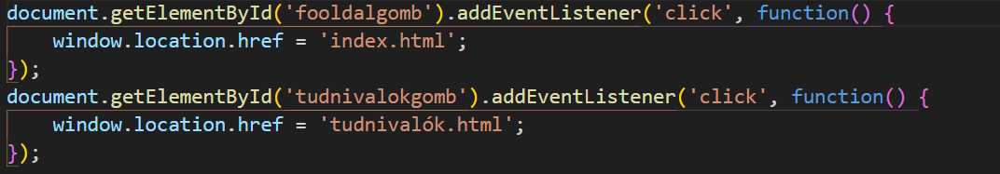 document.getElementById('fooldalgomb').addEventListener('click', function() {
    window.location.href = 'index.html';
});
document.getElementById('tudnivalokgomb').addEventListener('click', function() {
    window.location.href = 'tudnivalók.html';
});